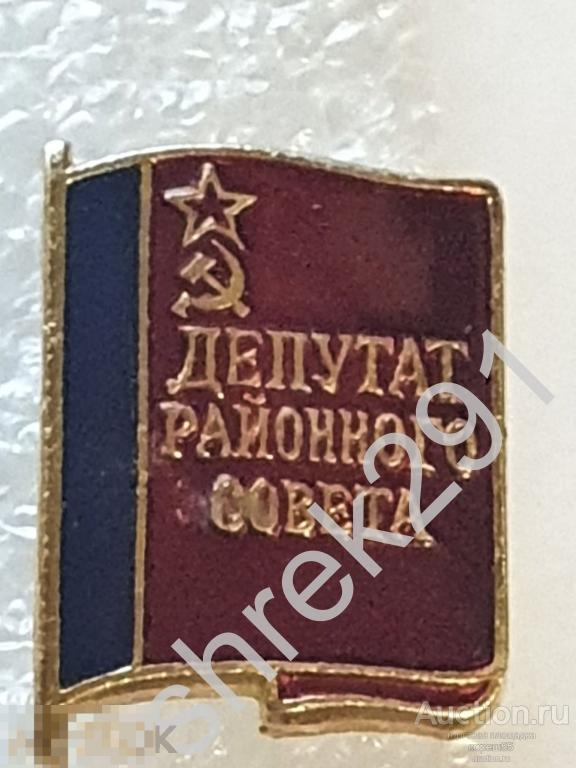 ДЕПУТАТ
РАЙОННОГО
СОВЕТА
shrek291
Auction.ru